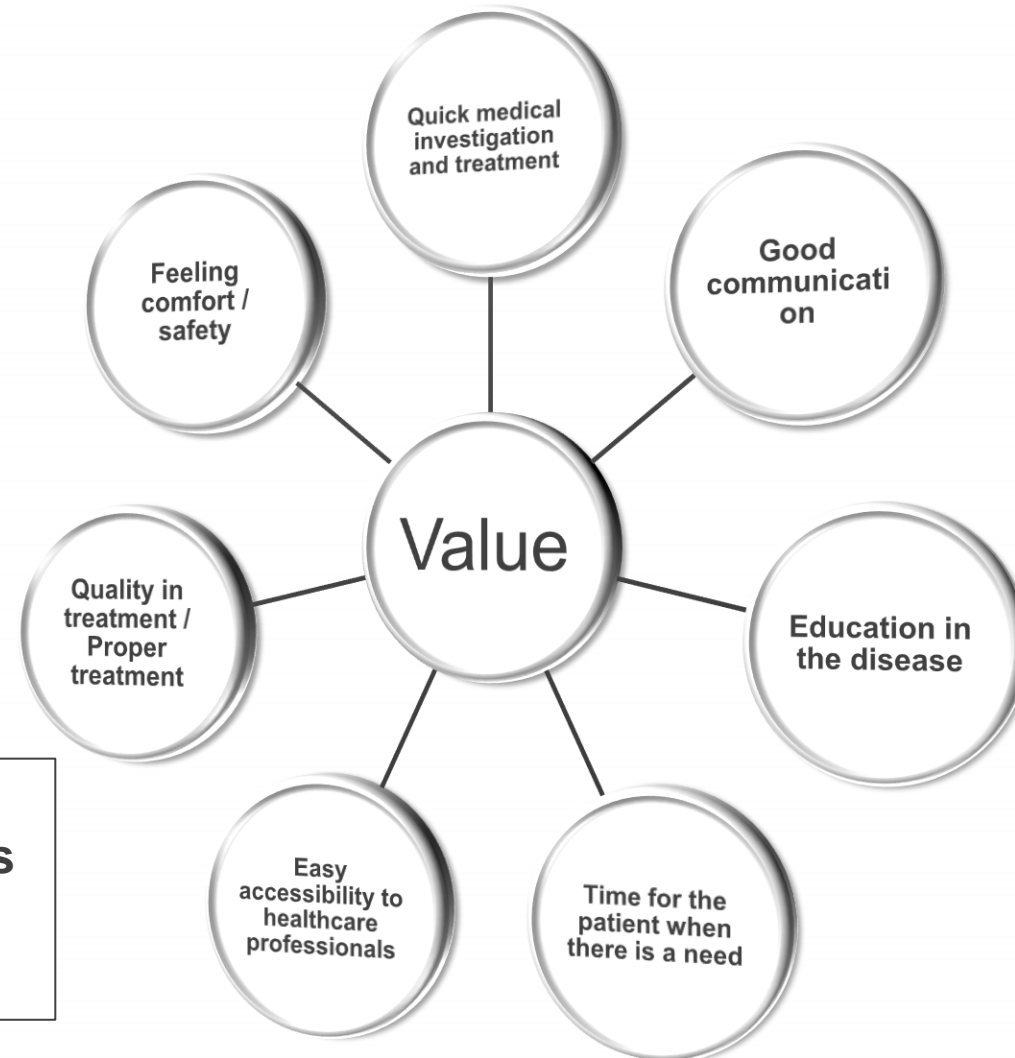 Quick medical
investigation
and treatment
Good
communicati
on
Feeling
comfort /
safety
Value
Quality in
treatment /
Proper
treatment
Education in
the disease
s
Easy
accessibility to
healthcare
professionals
Time for the
patient when
there is a need